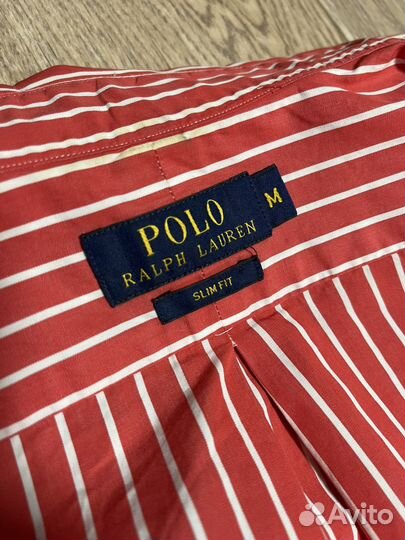 POLO
RALPH LAUREN
M
SLIM FIT
Avito